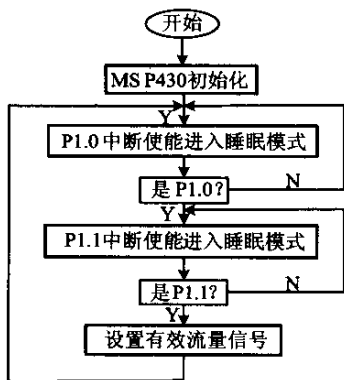 开始
MSP430初始化
Y
P1.0中断使能进入睡眠模式
是P1.0？
N
Y
P1.1中断使能进入睡眠模式
是P1.1？
N
Y
设置有效流量信号